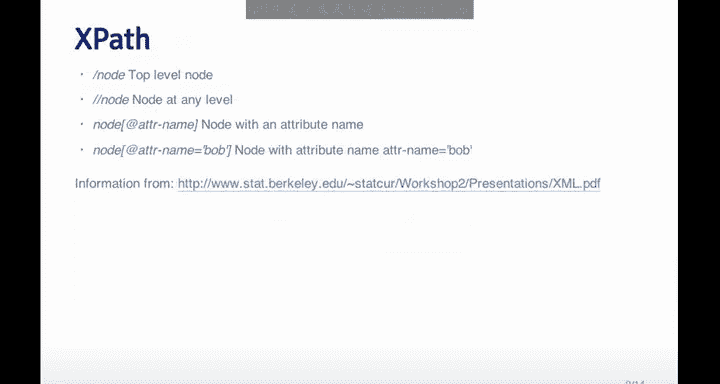 XPath
· /node Top level node
· //node Node at any level
· node[@attr-name] Node with an attribute name
· node[@attr-name='bob'] Node with attribute name attr-name='bob'
Information from: http://www.stat.berkeley.edu/~statcur/Workshop2/Presentations/XML.pdf